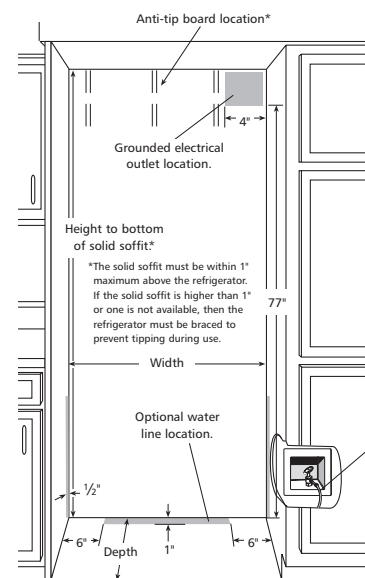 Anti-tip board location*
4"
Grounded electrical
outlet location.
Height to bottom
of solid soffit.*
*The solid soffit must be within 1"
maximum above the refrigerator.
If the solid soffit is higher than 1"
or one is not available, then the
refrigerator must be braced to
prevent tipping during use.
77"
Width
Optional water
line location.
½"
6"
Depth
1"
6"